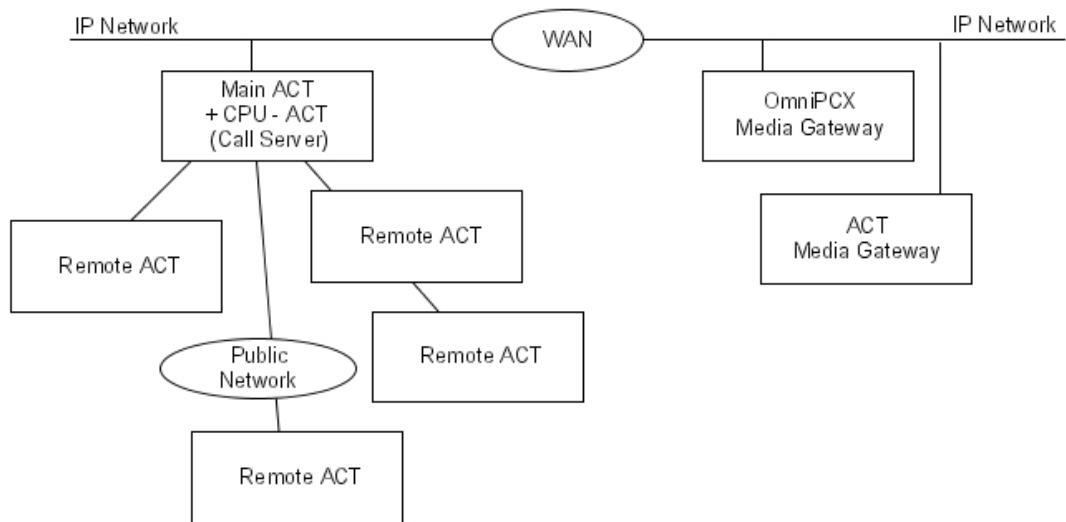 IP Network
WAN
IP Network
Main ACT
+ CPU - ACT
(Call Server)
OmniPCX
Media Gateway
Remote ACT
Remote ACT
ACT
Media Gateway
Remote ACT
Public
Network
Remote ACT